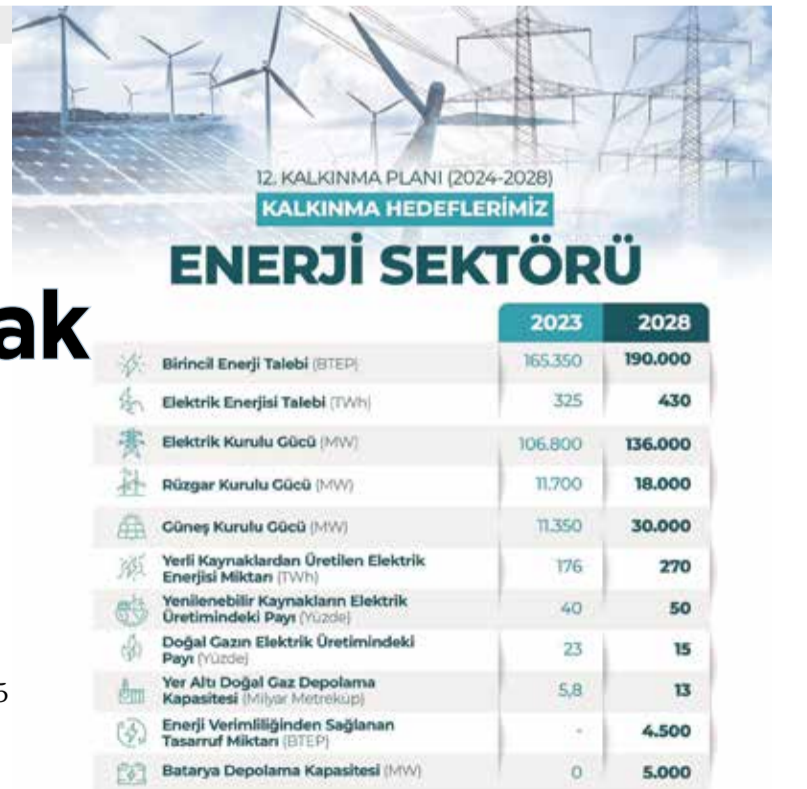 12. KALKINMA PLANI (2024-2028)
KALKINMA HEDEFLERİMİZ
ENERJİ SEKTÖRÜ
ak
2023 2028
Birincil Enerji Talebi (BTEP) 165.350 190.000
Elektrik Enerjisi Talebi (TWh) 325 430
Elektrik Kurulu Gücü (MW) 106.800 136.000
Rüzgar Kurulu Gücü (MW) 11.700 18.000
Güneş Kurulu Gücü (MW) 11.350 30.000
Yerli Kaynaklardan Üretilen Elektrik
Enerjisi Miktarı (TWh) 176 270
Yenilenebilir Kaynakların Elektrik
Üretimindeki Payı (Yüzde) 40 50
Doğal Gazın Elektrik Üretimindeki
Payı (Yüzde) 23 15
Yer Altı Doğal Gaz Depolama
Kapasitesi (Milyar Metreküp) 5,8 13
Enerji Verimliliğinden Sağlanan
Tasarruf Miktarı (BTEP) - 4.500
Batarya Depolama Kapasitesi (MW) 0 5.000